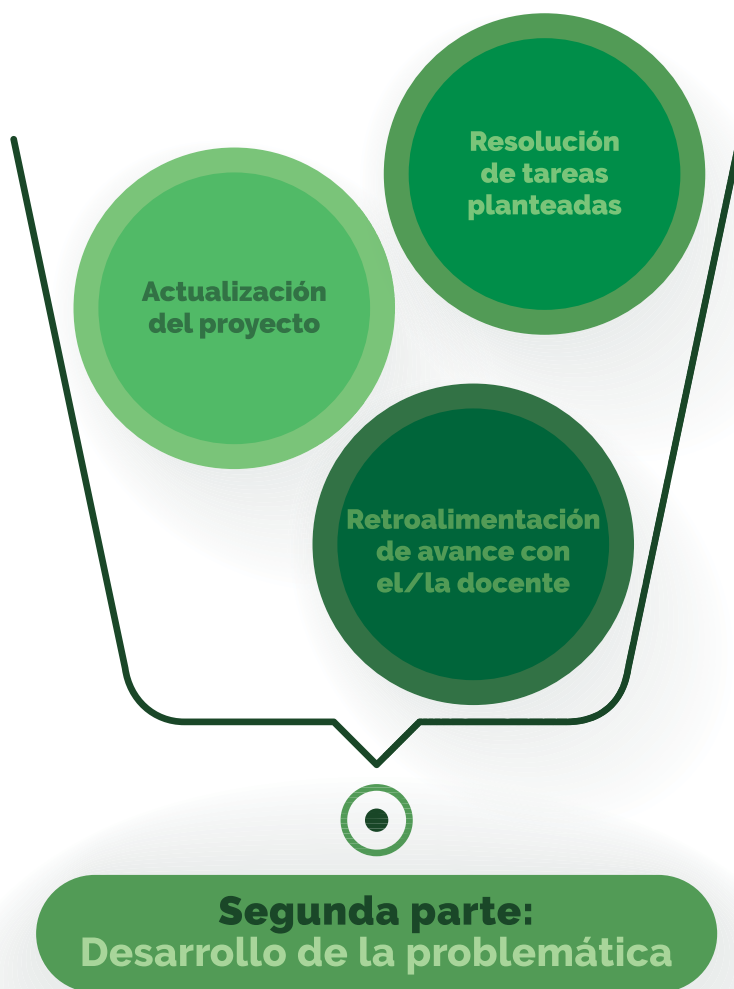 Resolución
de tareas
planteadas
Actualización
del proyecto
Retroalimentación
de avance con
el/la docente
Segunda parte:
Desarrollo de la problemática